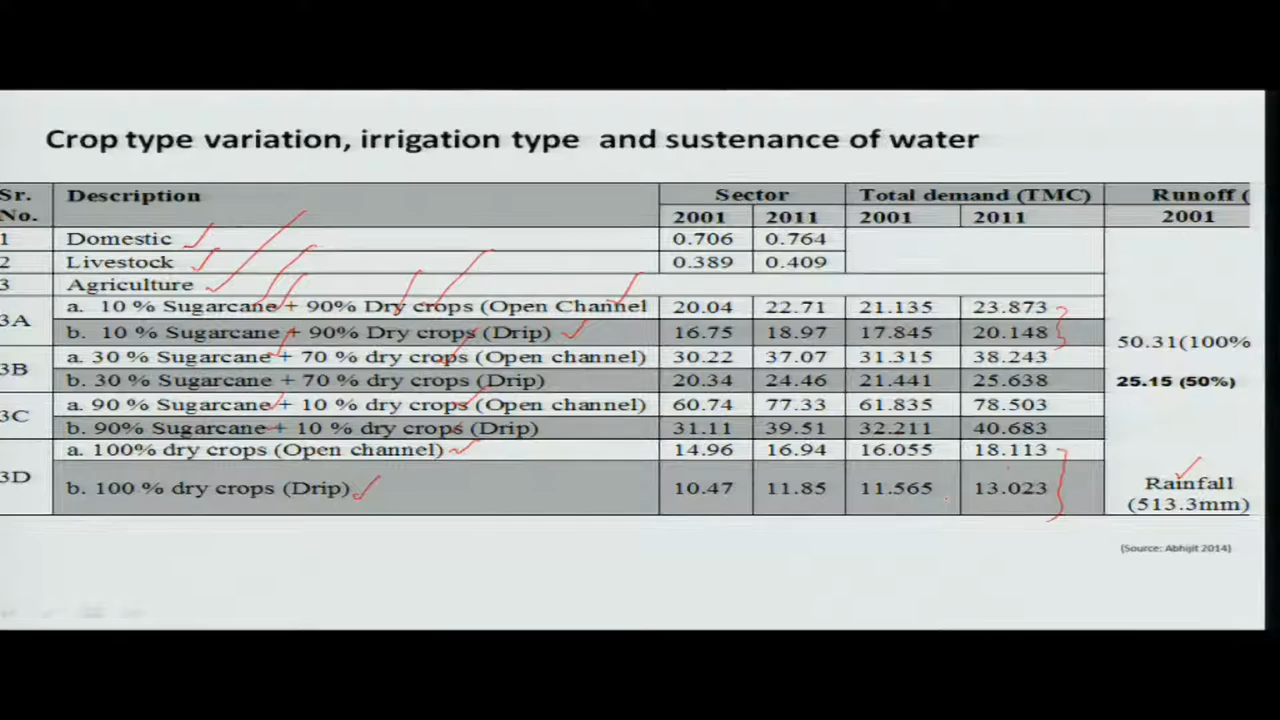 Crop type variation, irrigation type and sustenance of water
Sr. No. Description Sector Total demand (TMC) Runoff (
2001 2011 2001 2011 2001
1 Domestic 0.706 0.764
2 Livestock 0.389 0.409
3 Agriculture
3A a. 10 % Sugarcane + 90% Dry crops (Open Channel 20.04 22.71 21.135 23.873
b. 10 % Sugarcane + 90% Dry crops (Drip) 16.75 18.97 17.845 20.148
50.31(100%
3B a. 30 % Sugarcane + 70 % dry crops (Open channel) 30.22 37.07 31.315 38.243
b. 30 % Sugarcane + 70 % dry crops (Drip) 20.34 24.46 21.441 25.638
25.15 (50%)
3C a. 90 % Sugarcane + 10 % dry crops (Open channel) 60.74 77.33 61.835 78.503
b. 90% Sugarcane + 10 % dry crops (Drip) 31.11 39.51 32.211 40.683
3D a. 100% dry crops (Open channel) 14.96 16.94 16.055 18.113
b. 100 % dry crops (Drip) 10.47 11.85 11.565 13.023
Rainfall
(513.3mm)
(Source: Abhijit 2014)